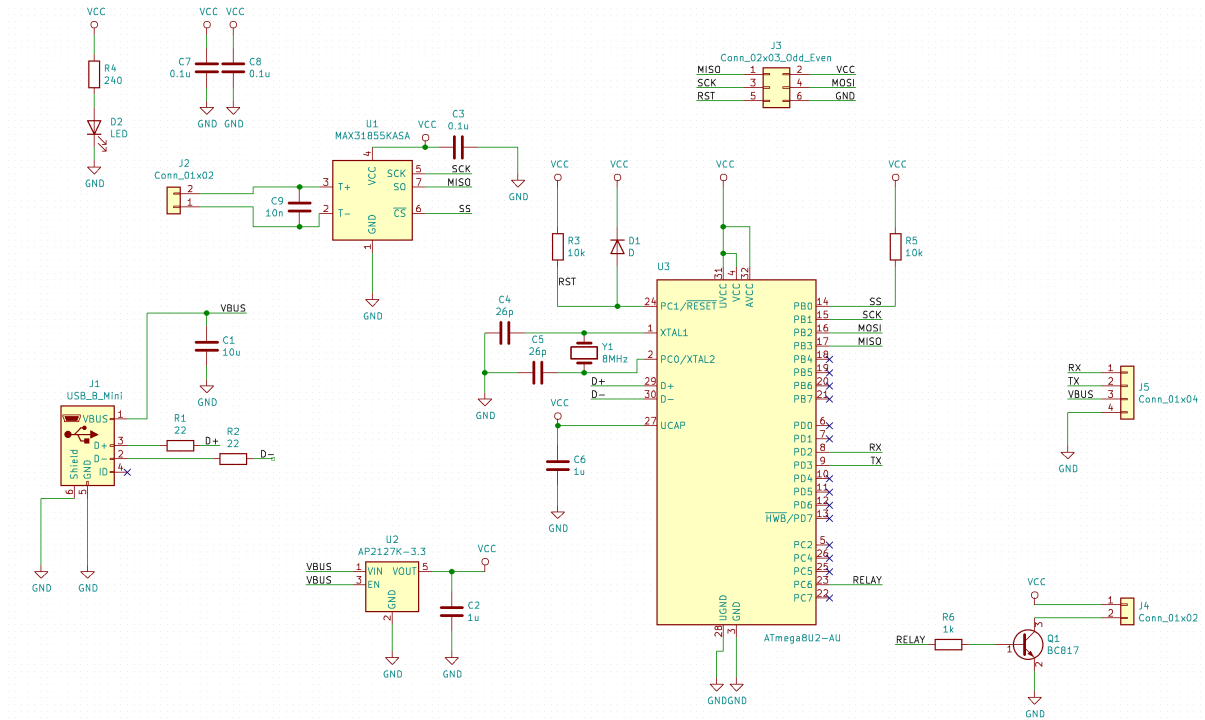 VCC
R4
240
D2
LED
GND
VCC
VCC
C7
0.1u
C8
0.1u
GND
GND
J2
Conn_01x02
2
1
C9
10n
U1
MAX31855KASA
VCC
C3
0.1u
GND
4
VCC
3
T+
2
T-
SCK
5
SCK
SO
7
MISO
CS
6
SS
GND
1
GND
J3
Conn_02x03_Odd_Even
MISO
1
2
VCC
SCK
3
4
MOSI
RST
5
6
GND
VCC
VCC
VCC
VCC
R3
10k
D1
D
R5
10k
RST
U3
31
4
32
UVCC
VCC
AVCC
24
PC1/RESET
1
XTAL1
2
PC0/XTAL2
29
D+
30
D-
27
UCAP
C4
26p
C5
26p
Y1
8MHz
D+
D-
GND
VCC
C6
1u
GND
PB0
14
SS
PB1
15
SCK
PB2
16
MOSI
PB3
17
MISO
PB4
18
PB5
19
PB6
20
PB7
21
PD0
6
PD1
7
PD2
8
RX
PD3
9
TX
PD4
10
PD5
11
PD6
12
HWB/PD7
13
PC2
5
PC4
26
PC5
25
PC6
23
RELAY
PC7
22
UGND
GND
28
3
ATmega8U2-AU
GND
GND
VBUS
C1
10u
GND
J1
USB_B_Mini
VBUS
1
D+
3
D-
2
ID
4
Shield
GND
6
5
GND
GND
R1
22
D+
R2
22
D-
U2
AP2127K-3.3
VBUS
1
VIN
VOUT
5
VBUS
3
EN
GND
2
GND
VCC
C2
1u
GND
RX
1
TX
2
VBUS
3
4
J5
Conn_01x04
GND
VCC
1
2
J4
Conn_01x02
R6
1k
RELAY
1
3
2
Q1
BC817
GND